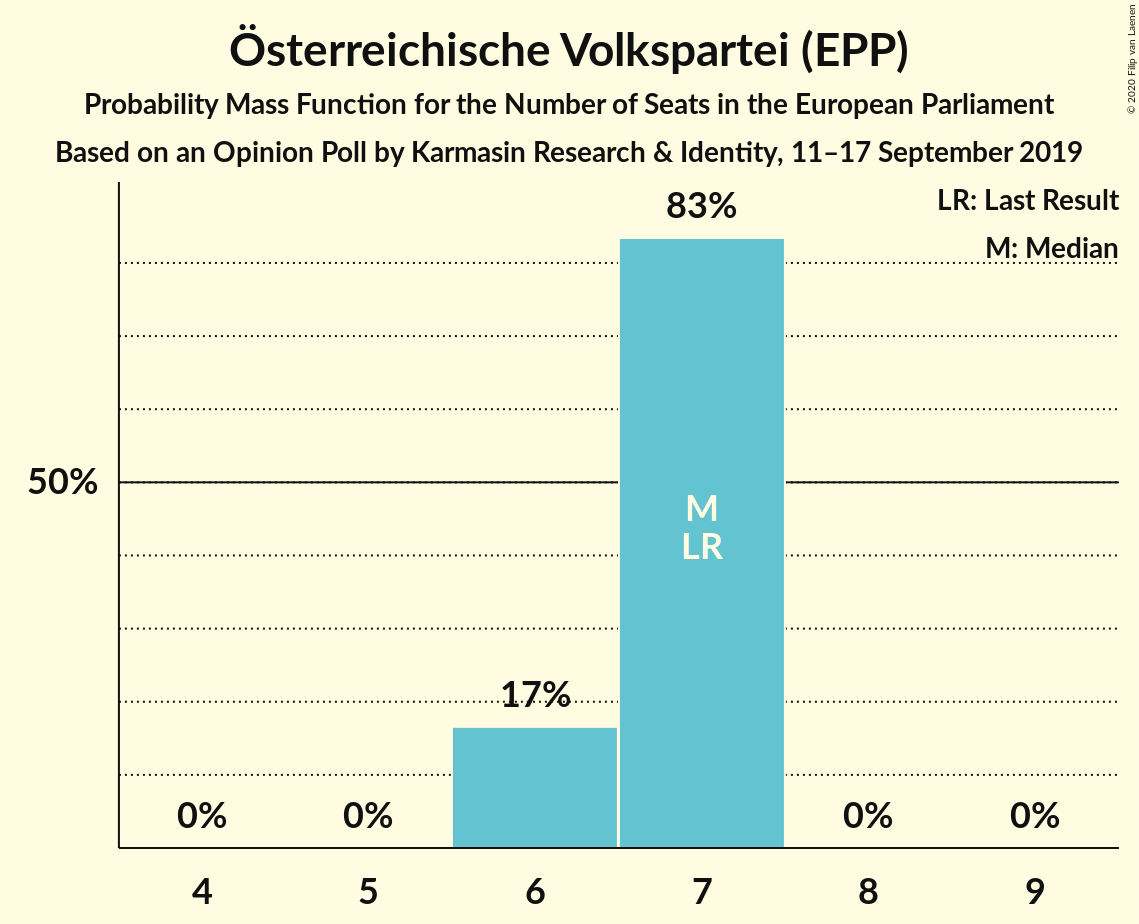 Österreichische Volkspartei (EPP)
Probability Mass Function for the Number of Seats in the European Parliament
Based on an Opinion Poll by Karmasin Research & Identity, 11–17 September 2019
© 2020 Filip van Laenen
LR: Last Result
M: Median
83%
50%
M
LR
17%
0%
0%
0%
0%
4
5
6
7
8
9